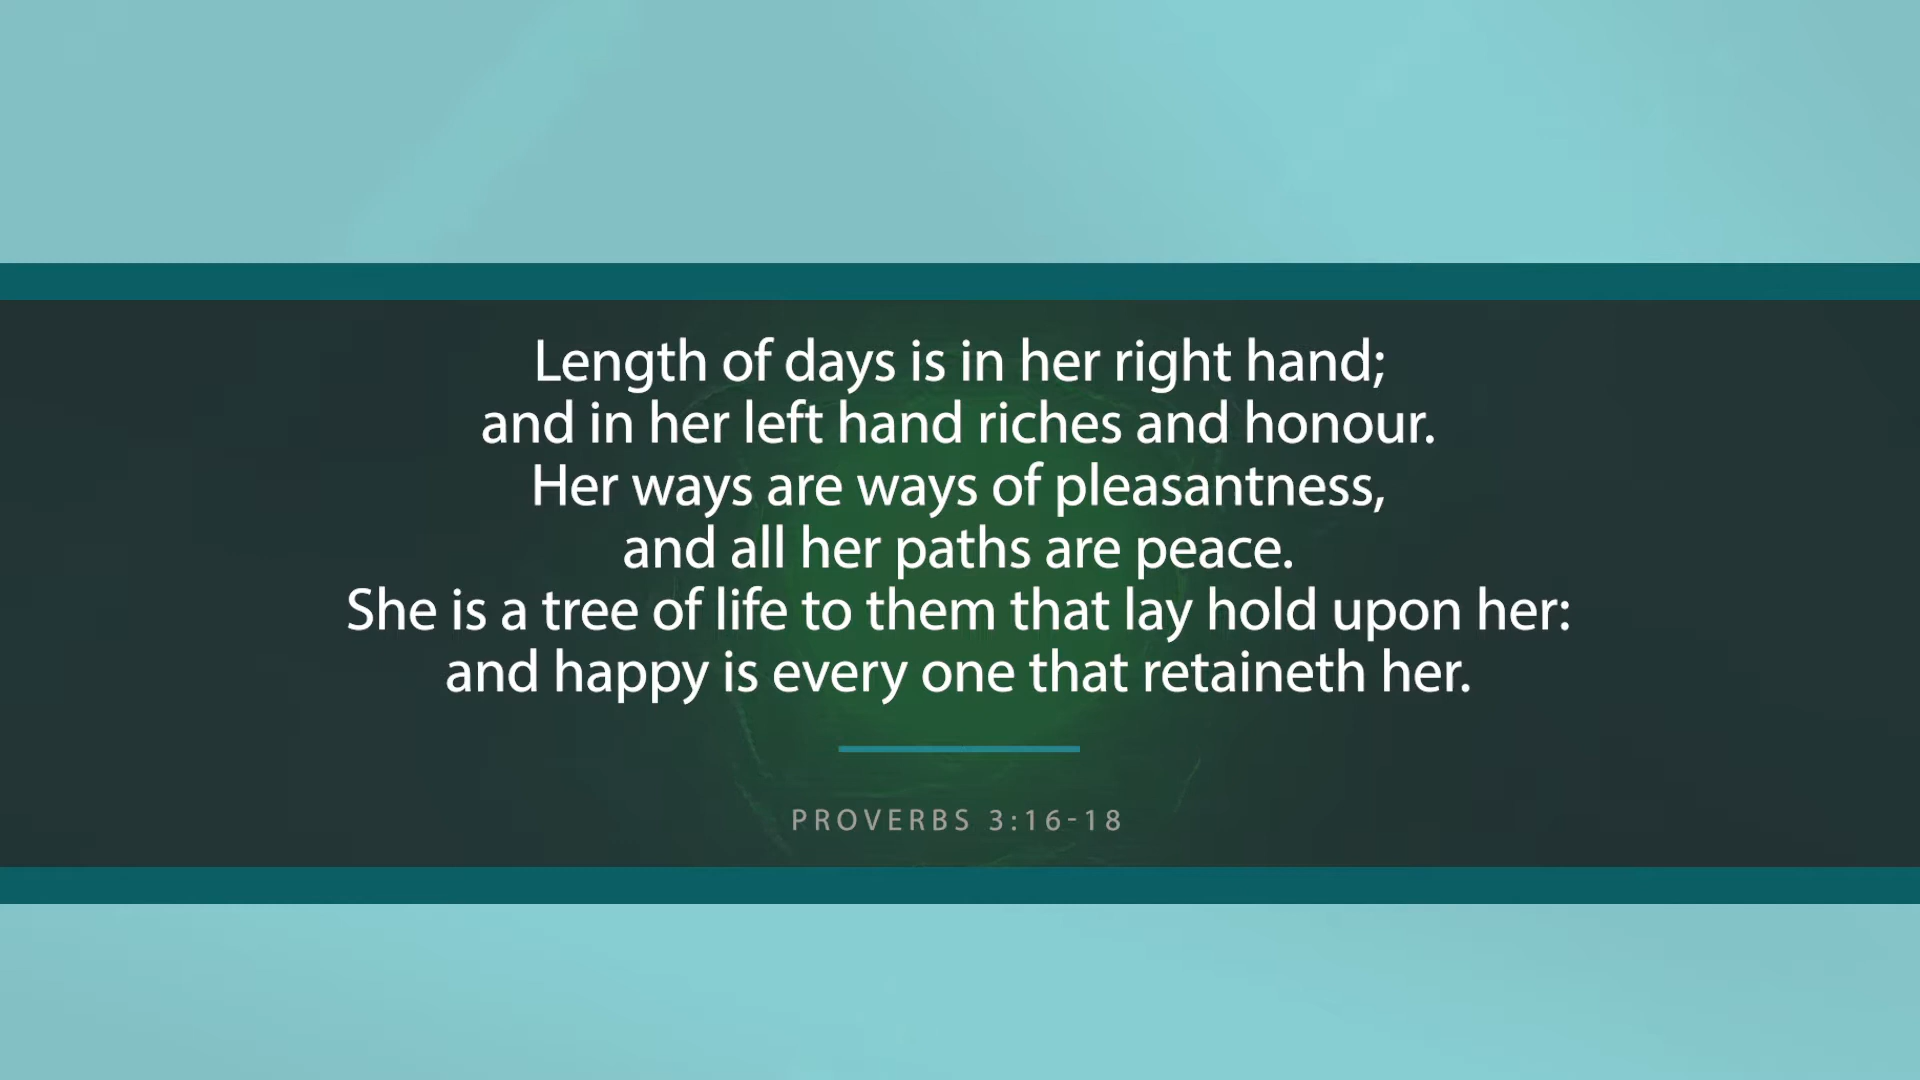 Length of days is in her right hand;
and in her left hand riches and honour.
Her ways are ways of pleasantness,
and all her paths are peace.
She is a tree of life to them that lay hold upon her:
and happy is every one that retaineth her.
PROVERBS 3:16-18